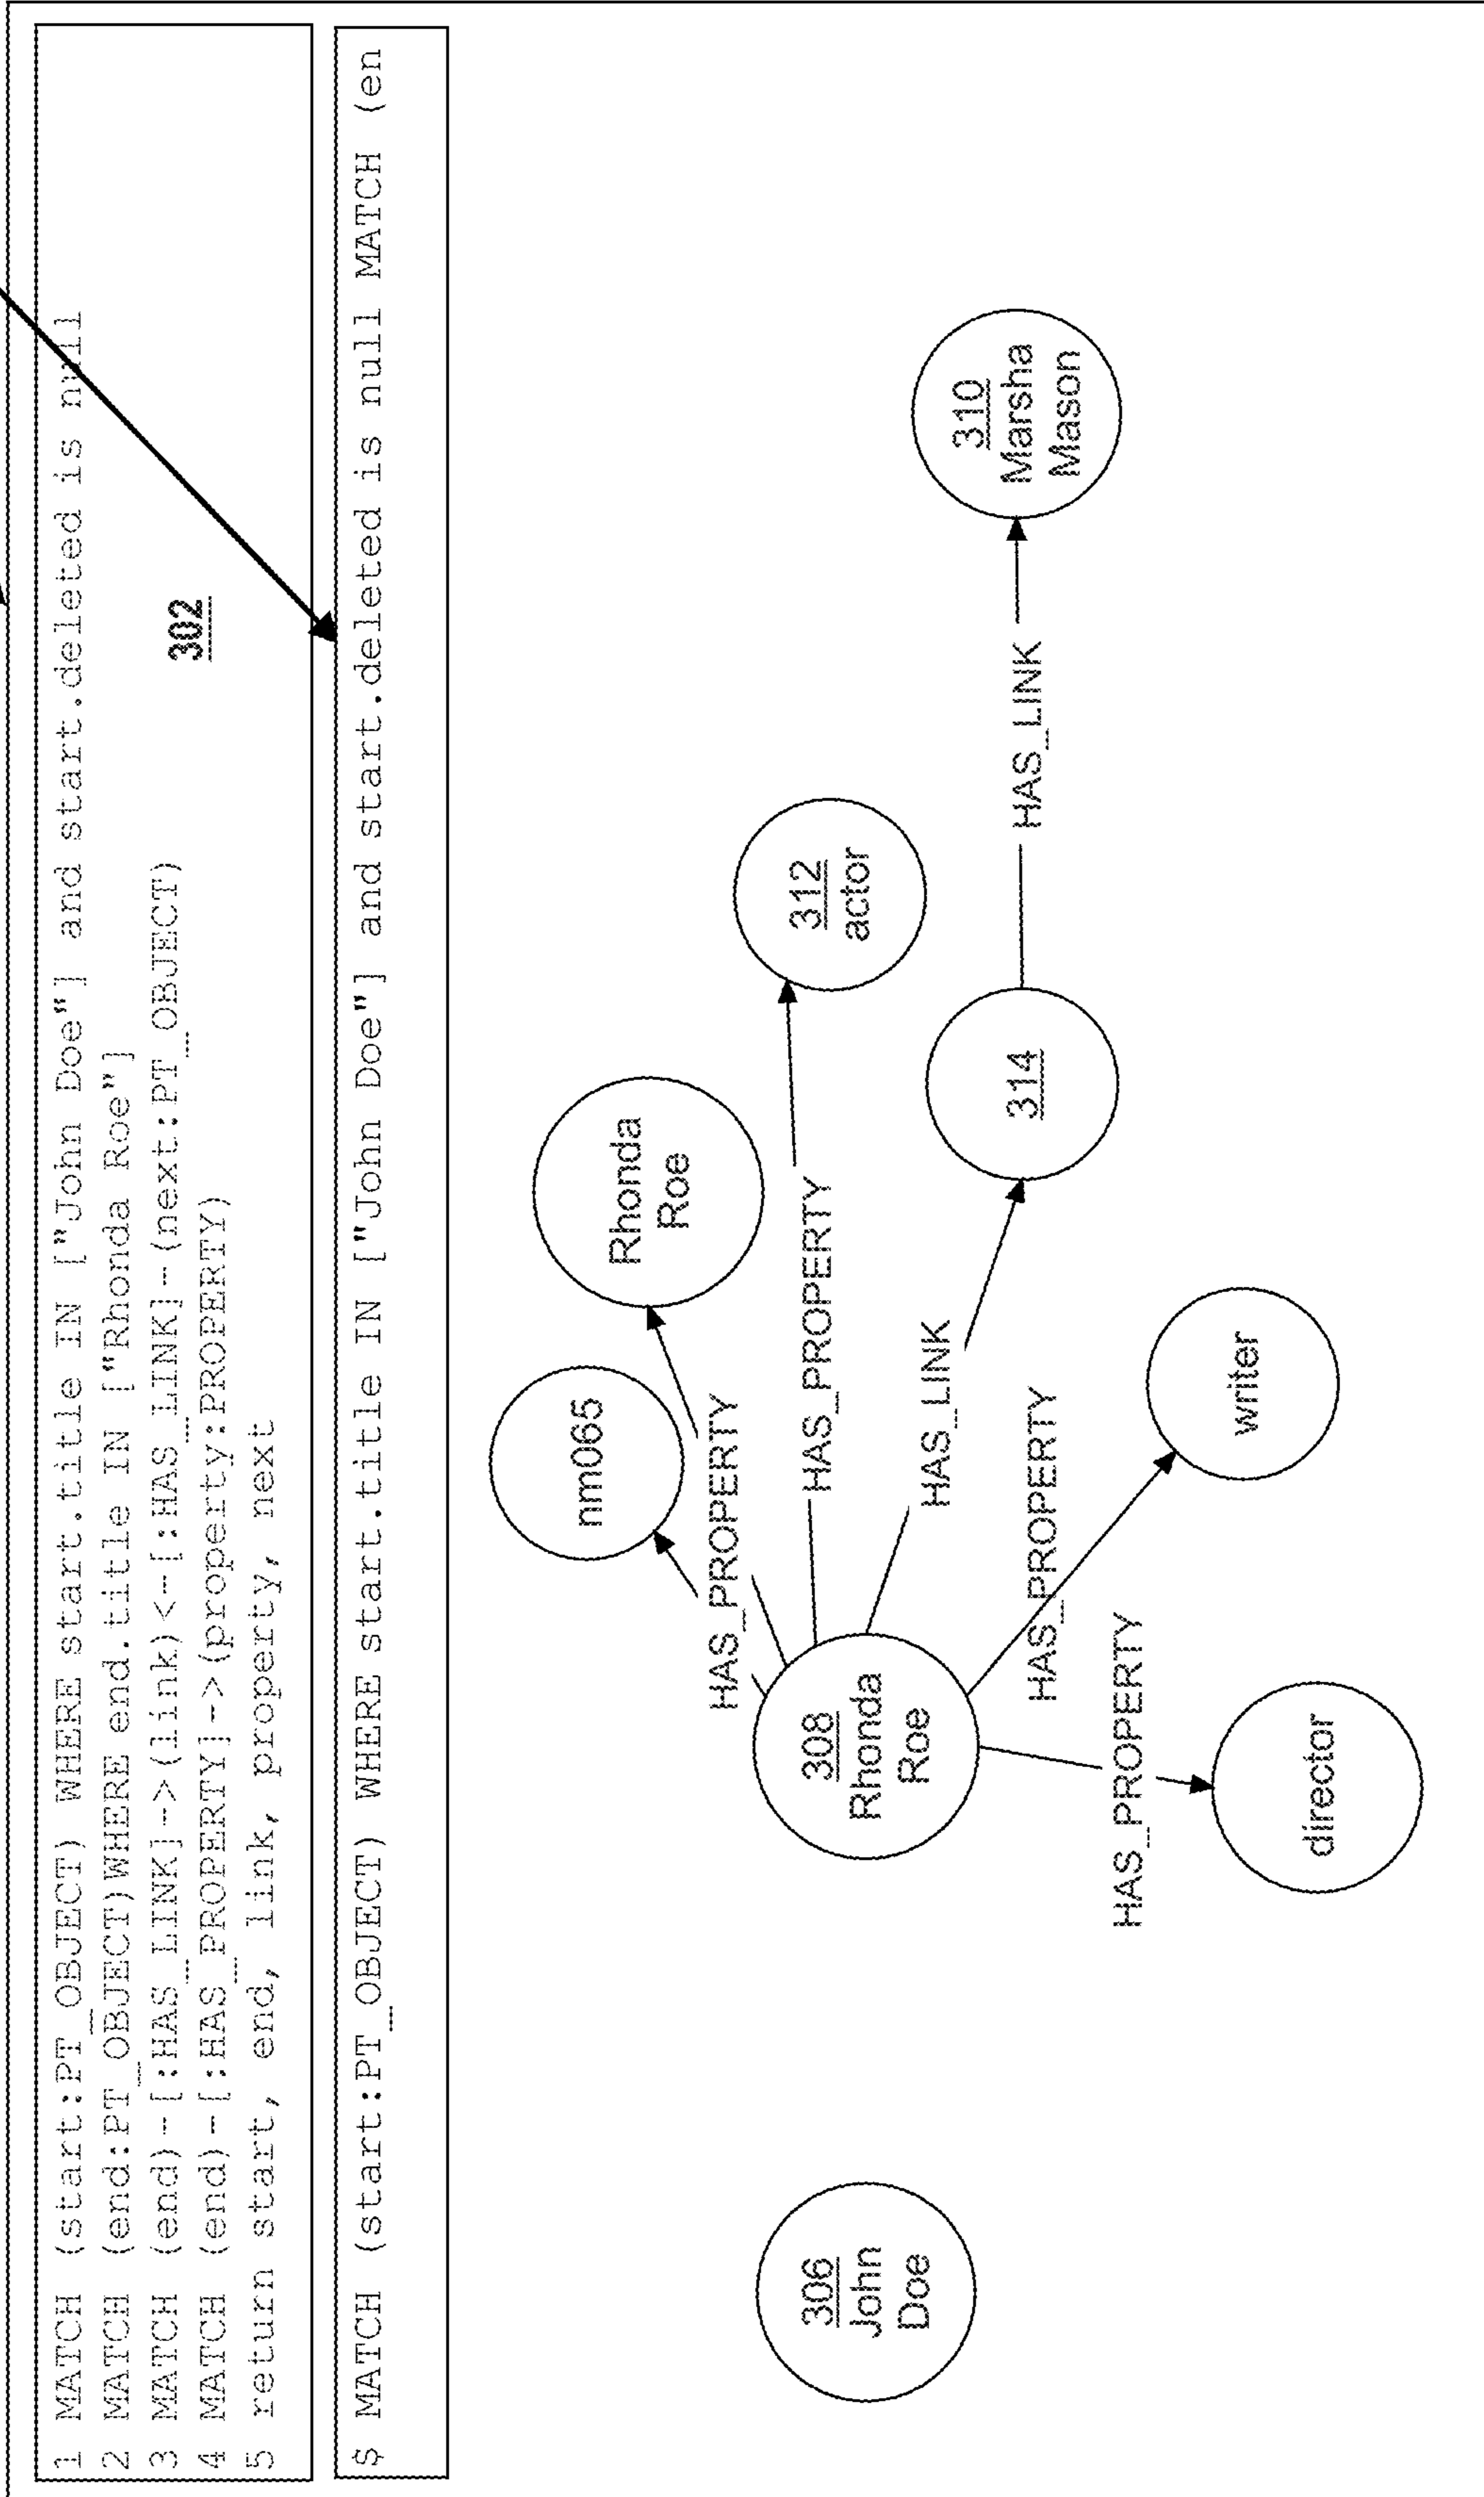 1 MATCH (start:PT_OBJECT) WHERE start.title IN ["John Doe"] and start.deleted is null
2 MATCH (end:PT_OBJECT)WHERE end.title IN ["Rhonda Roe"]
3 MATCH (end)-[:HAS_LINK]->(link)<-[:HAS_LINK]-(next:PT_OBJECT)
4 MATCH (end)-[:HAS_PROPERTY]->(property:PROPERTY)
5 return start, end, link, property, next
302
$ MATCH (start:PT_OBJECT) WHERE start.title IN ["John Doe"] and start.deleted is null MATCH (en
nm065
Rhonda
Roe
HAS_PROPERTY
312
actor
HAS_PROPERTY
306
John
Doe
308
Rhonda
Roe
HAS_LINK
314
HAS_LINK
310
Marsha
Mason
HAS_PROPERTY
writer
HAS_PROPERTY
director